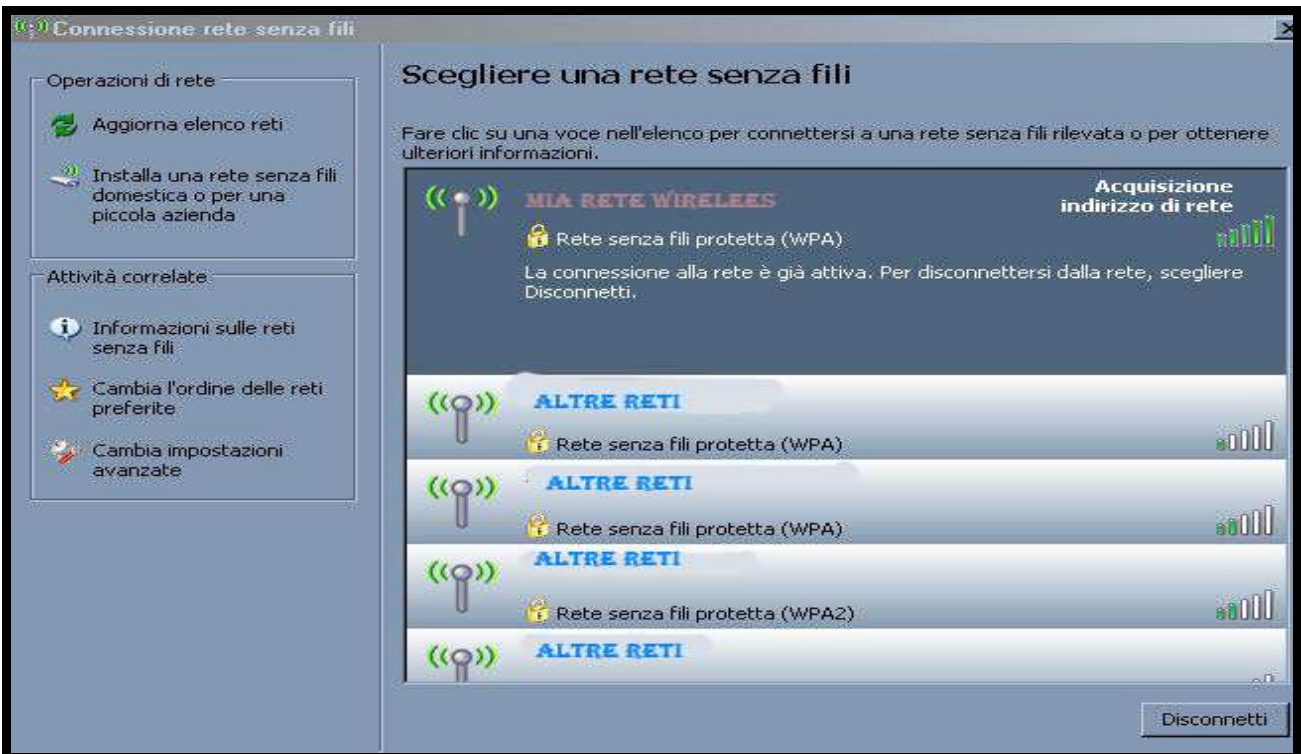 Connessione rete senza fili
Operazioni di rete
Aggiorna elenco reti
Installa una rete senza fili
domestica o per una
piccola azienda
Attività correlate
Informazioni sulle reti
senza fili
Cambia l'ordine delle reti
preferite
Cambia impostazioni
avanzate
Scegliere una rete senza fili
Fare clic su una voce nell'elenco per connettersi a una rete senza fili rilevata o per ottenere
ulteriori informazioni.
MIA RETE WIRELEES
Acquisizione
indirizzo di rete
Rete senza fili protetta (WPA)
La connessione alla rete è già attiva. Per disconnettersi dalla rete, scegliere
Disconnetti.
ALTRE RETI
Rete senza fili protetta (WPA)
ALTRE RETI
Rete senza fili protetta (WPA)
ALTRE RETI
Rete senza fili protetta (WPA2)
ALTRE RETI
Disconnetti